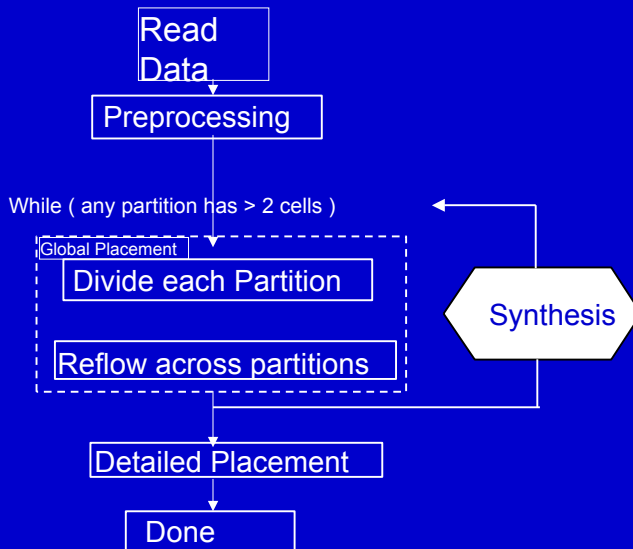 Read
Data
Preprocessing
While ( any partition has > 2 cells )
Global Placement
Divide each Partition
Synthesis
Reflow across partitions
Detailed Placement
Done